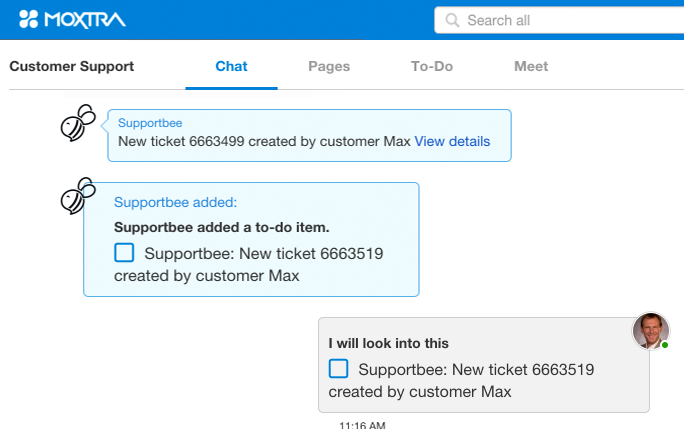 MOXTRA
Search all
Customer Support
Chat
Pages
To-Do
Meet
Supportbee
New ticket 6663499 created by customer Max View details
Supportbee added:
Supportbee added a to-do item.
Supportbee: New ticket 6663519
created by customer Max
I will look into this
Supportbee: New ticket 6663519
created by customer Max
11:16 AM